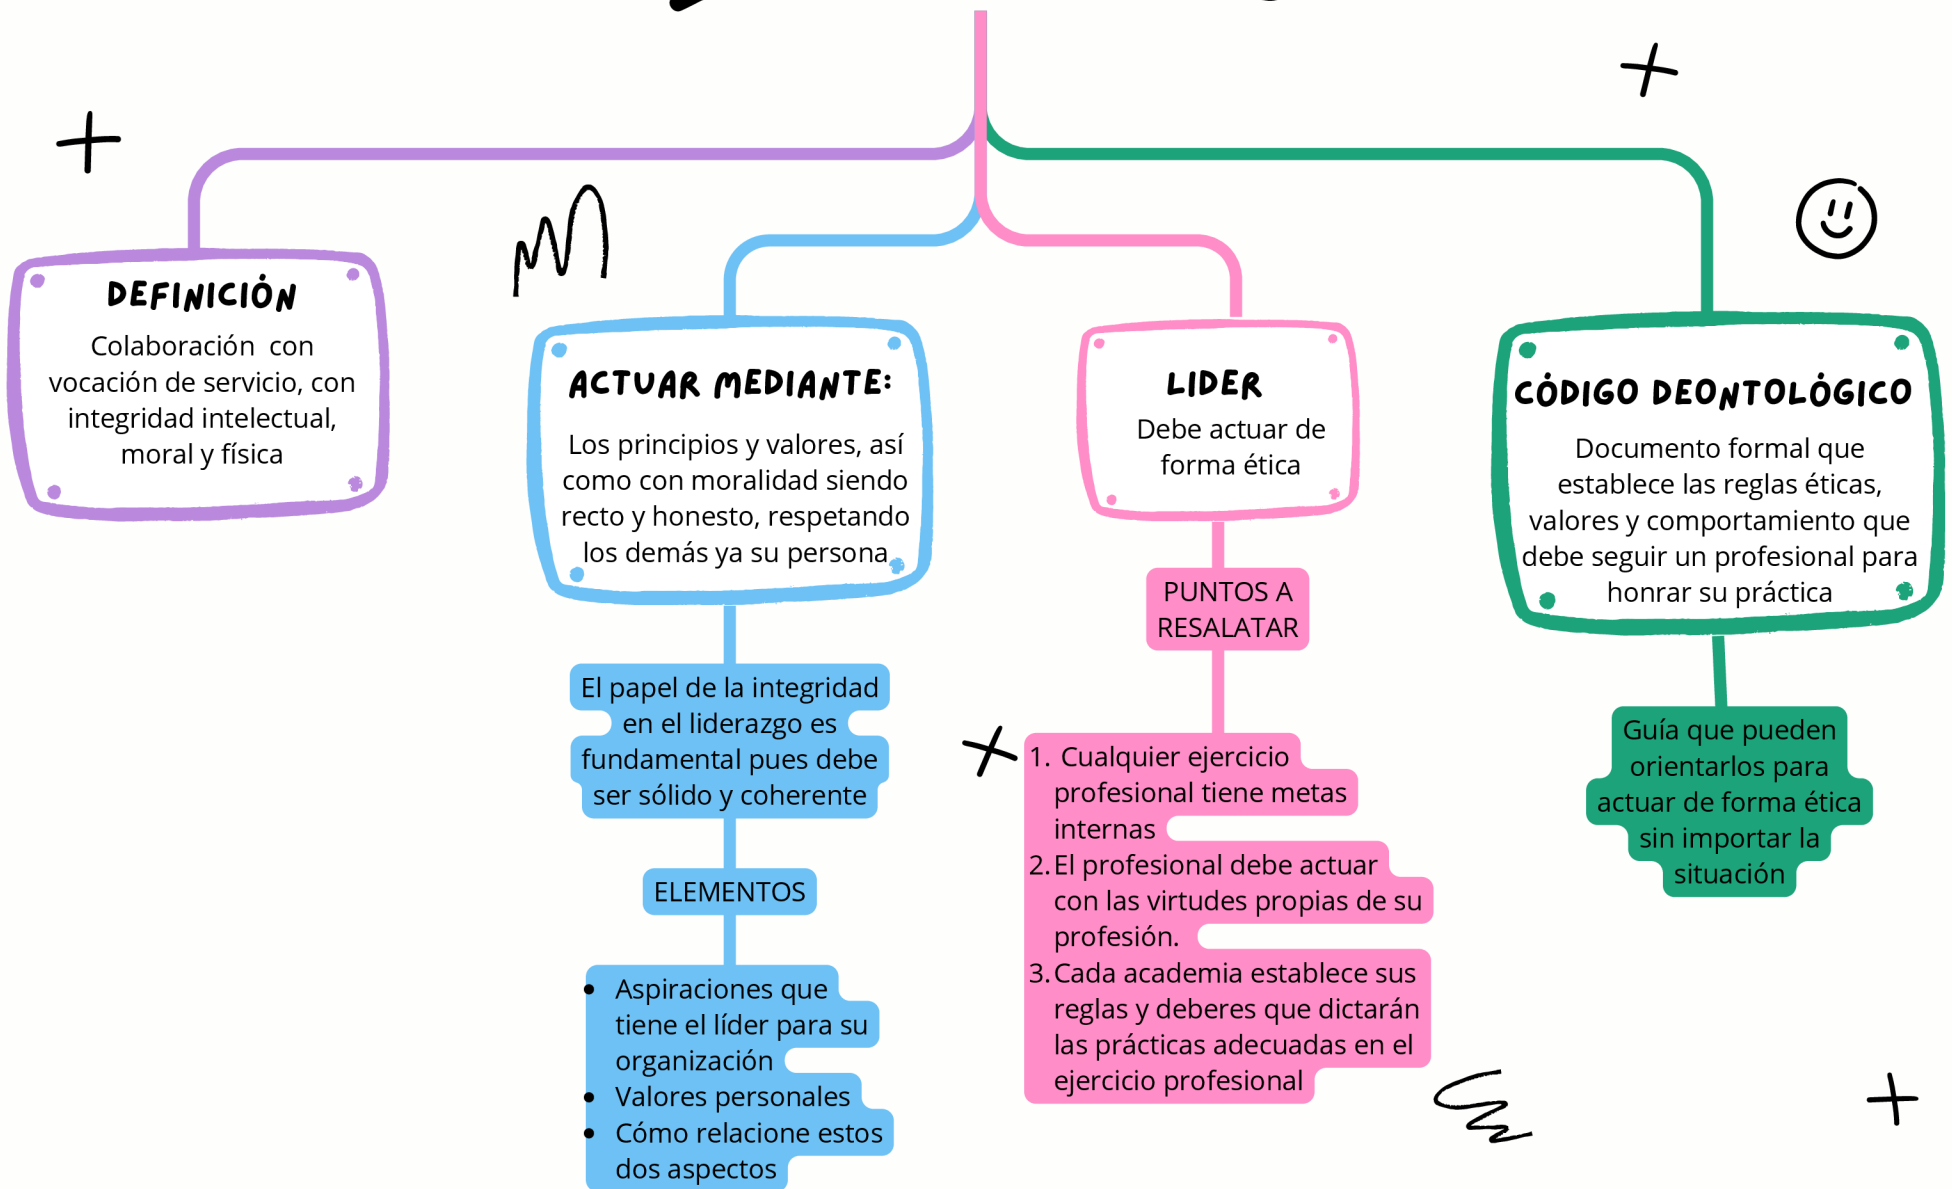 DEFINICIÓN
Colaboración con
vocación de servicio, con
integridad intelectual,
moral y física
ACTUAR MEDIANTE:
Los principios y valores, así
como con moralidad siendo
recto y honesto, respetando
los demás ya su persona
El papel de la integridad
en el liderazgo es
fundamental pues debe
ser sólido y coherente
ELEMENTOS
• Aspiraciones que
tiene el líder para su
organización
• Valores personales
• Cómo relacione estos
dos aspectos
LIDER
Debe actuar de
forma ética
PUNTOS A
RESALATAR
1. Cualquier ejercicio
profesional tiene metas
internas
2. El profesional debe actuar
con las virtudes propias de su
profesión.
3. Cada academia establece sus
reglas y deberes que dictarán
las prácticas adecuadas en el
ejercicio profesional
CÓDIGO DEONTOLÓGICO
Documento formal que
establece las reglas éticas,
valores y comportamiento que
debe seguir un profesional para
honrar su práctica
Guía que pueden
orientarlos para
actuar de forma ética
sin importar la
situación